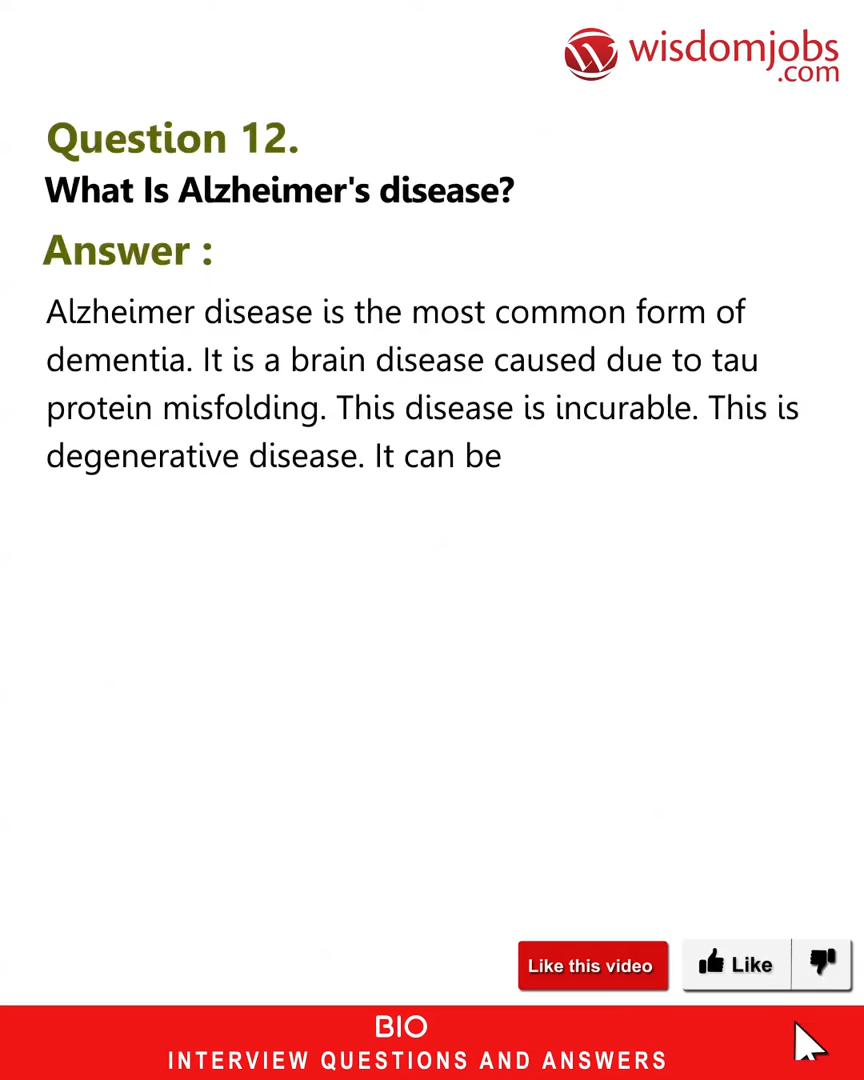 wisdomjobs
.com
Question 12.
What Is Alzheimer's disease?
Answer :
Alzheimer disease is the most common form of
dementia. It is a brain disease caused due to tau
protein misfolding. This disease is incurable. This is
degenerative disease. It can be
Like this video
Like
BIO
INTERVIEW QUESTIONS AND ANSWERS